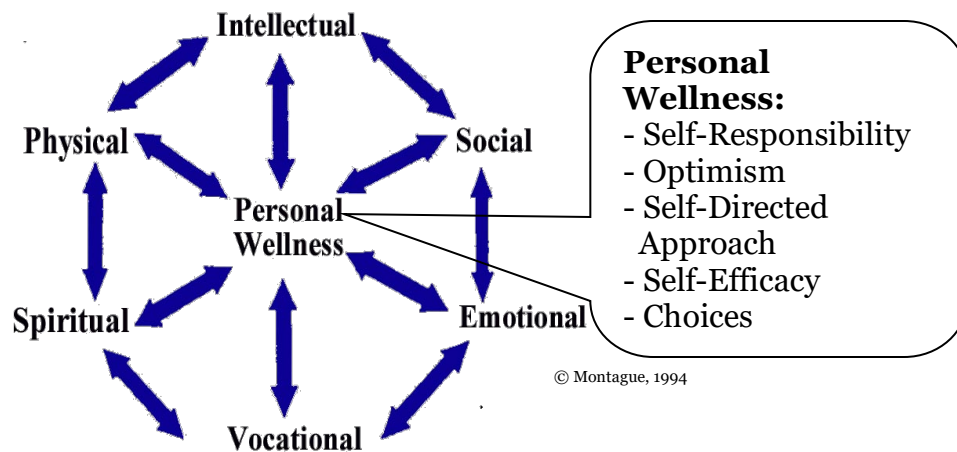 Intellectual
Physical
Social
Personal
Wellness
Spiritual
Emotional
Vocational
Personal
Wellness:
- Self-Responsibility
- Optimism
- Self-Directed
Approach
- Self-Efficacy
- Choices
© Montague, 1994